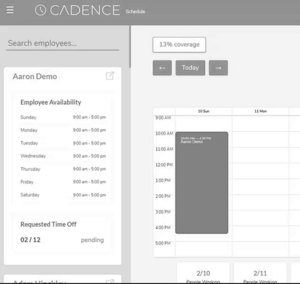 CADENCE Schedule
Search employees...
13% coverage
← Today →
Aaron Demo
Employee Availability
Sunday 9:00 am - 5:00 pm
Monday 9:00 am - 5:00 pm
Tuesday 9:00 am - 5:00 pm
Wednesday 9:00 am - 5:00 pm
Thursday 9:00 am - 5:00 pm
Friday 9:00 am - 5:00 pm
Saturday 9:00 am - 5:00 pm
Requested Time Off
02 / 12 pending
10 Sun 11 Mon
9:00 AM
10:00 AM
Aaron Demo
11:00 AM
12:00 PM
1:00 PM
2:00 PM
3:00 PM
4:00 PM
5:00 PM
2/10 2/11
People Working People Working